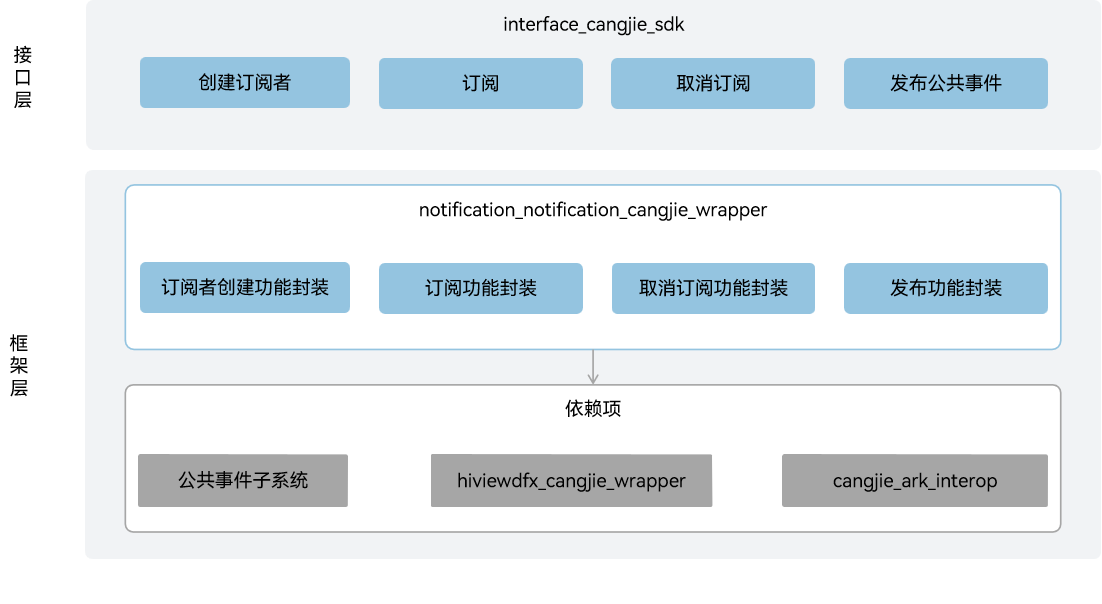 接口层
interface_cangjie_sdk
创建订阅者
订阅
取消订阅
发布公共事件
框架层
notification_notification_cangjie_wrapper
订阅者创建功能封装
订阅功能封装
取消订阅功能封装
发布功能封装
依赖项
公共事件子系统
hiviewdfx_cangjie_wrapper
cangjie_ark_interop